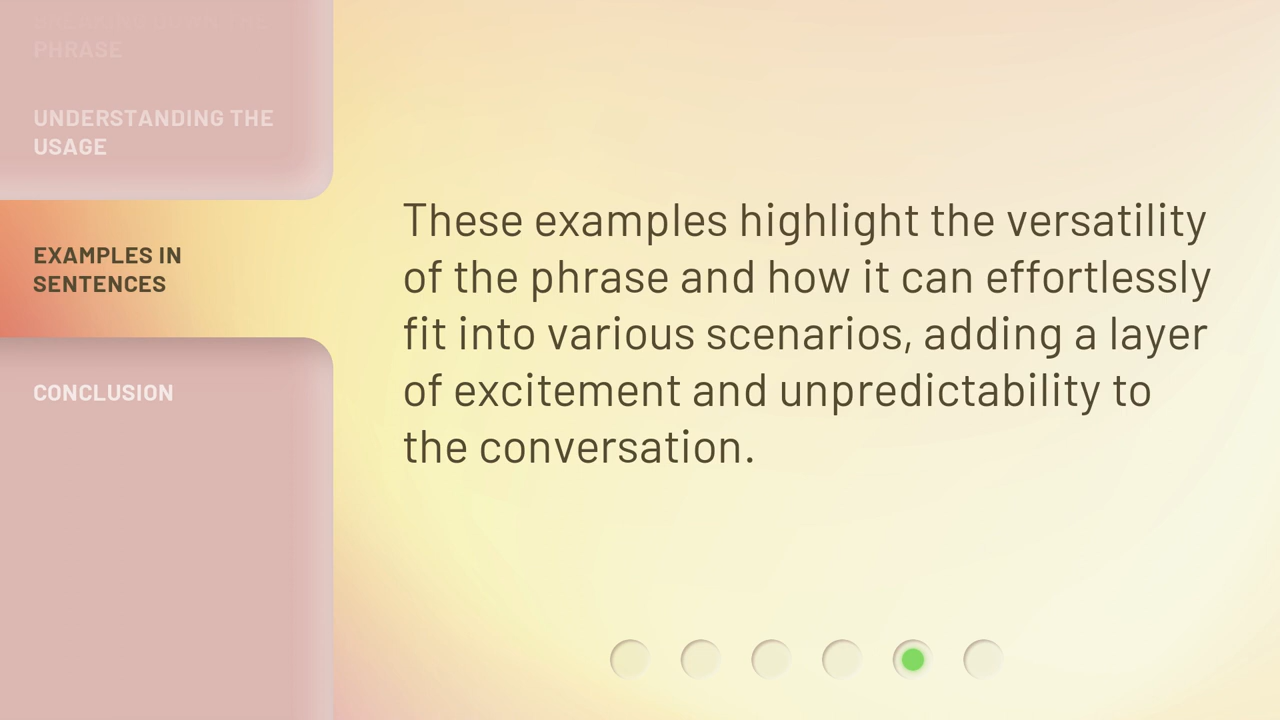 PHRASE
UNDERSTANDING THE
USAGE
EXAMPLES IN
SENTENCES
CONCLUSION
These examples highlight the versatility
of the phrase and how it can effortlessly
fit into various scenarios, adding a layer
of excitement and unpredictability to
the conversation.